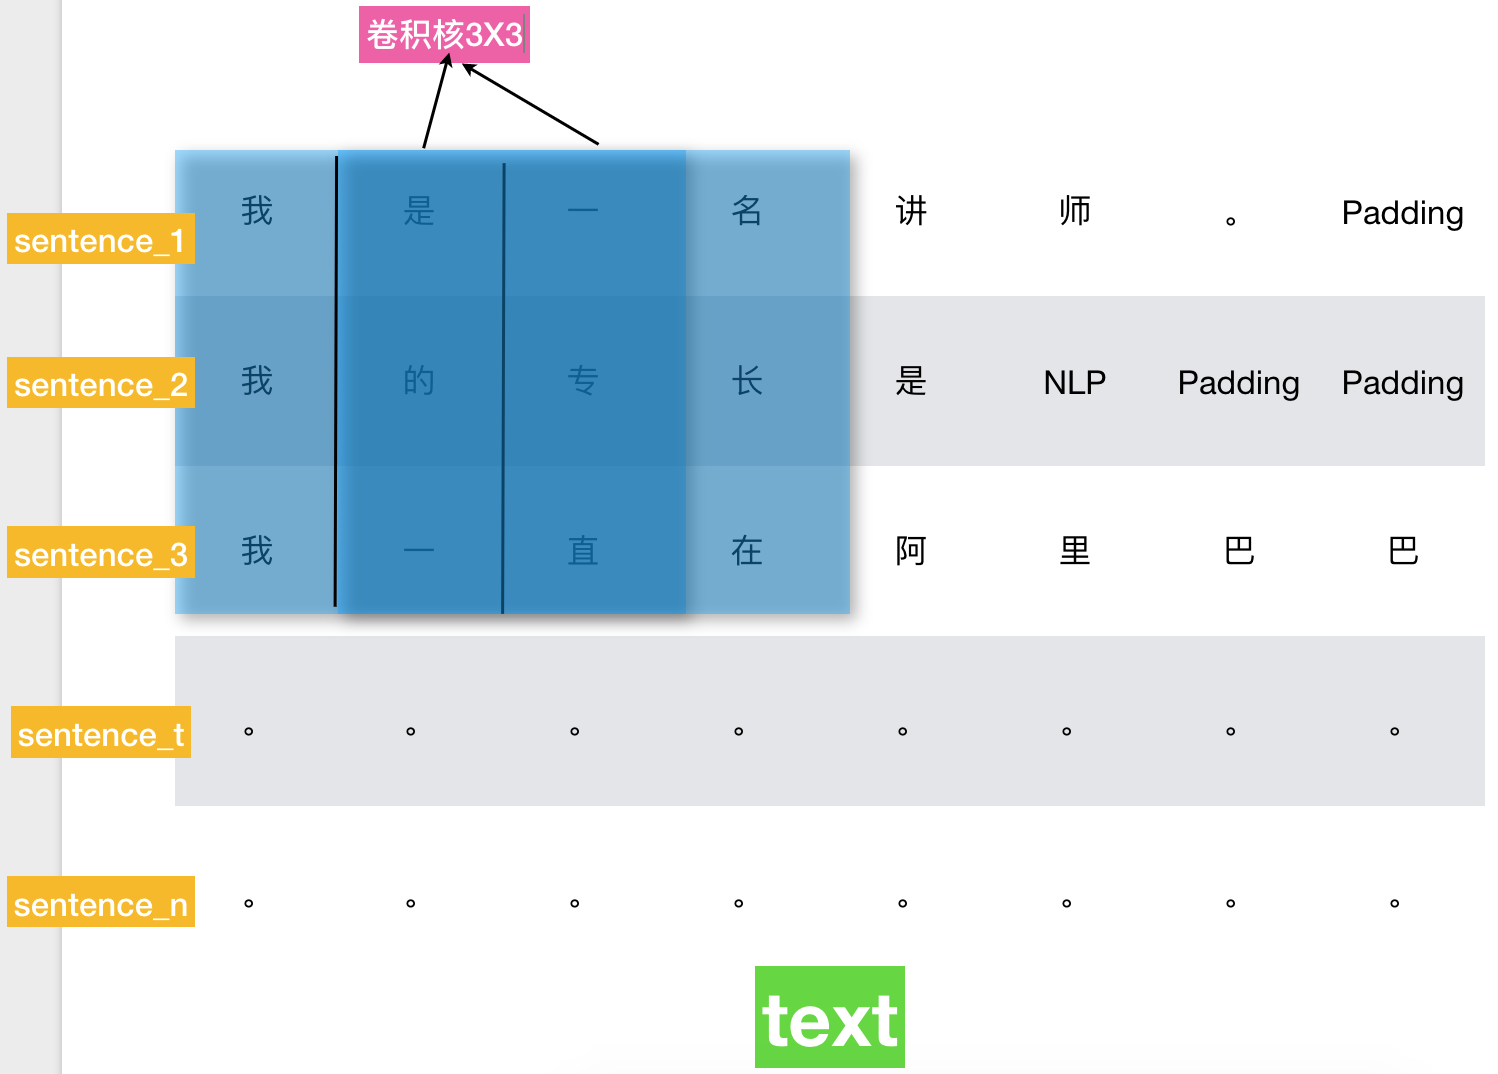 卷积核3X3
sentence_1 我 是 一 名 讲 师 。 Padding
sentence_2 我 的 专 长 是 NLP Padding Padding
sentence_3 我 一 直 在 阿 里 巴 巴
sentence_t 。 。 。 。 。 。 。 。
sentence_n 。 。 。 。 。 。 。 。
text